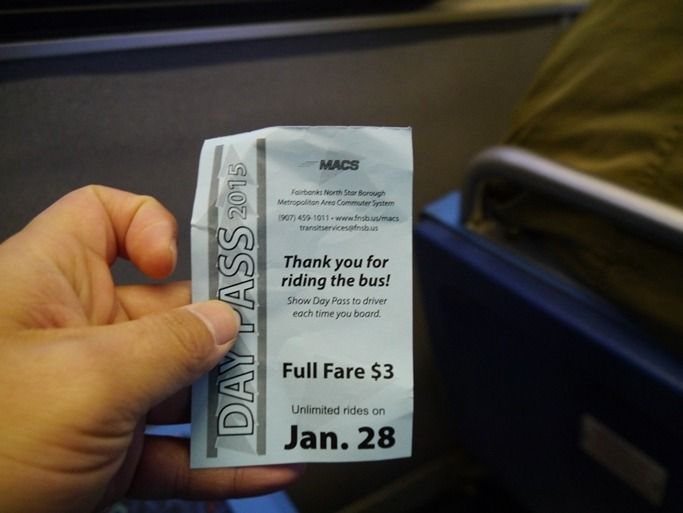 DAY PASS 2015
MACS
Fairbanks North Star Borough
Metropolitan Area Commuter System
(907) 459-1011 • www.fnsb.us/macs
transitservices@fnsb.us
Thank you for
riding the bus!
Show Day Pass to driver
each time you board.
Full Fare $3
Unlimited rides on
Jan. 28